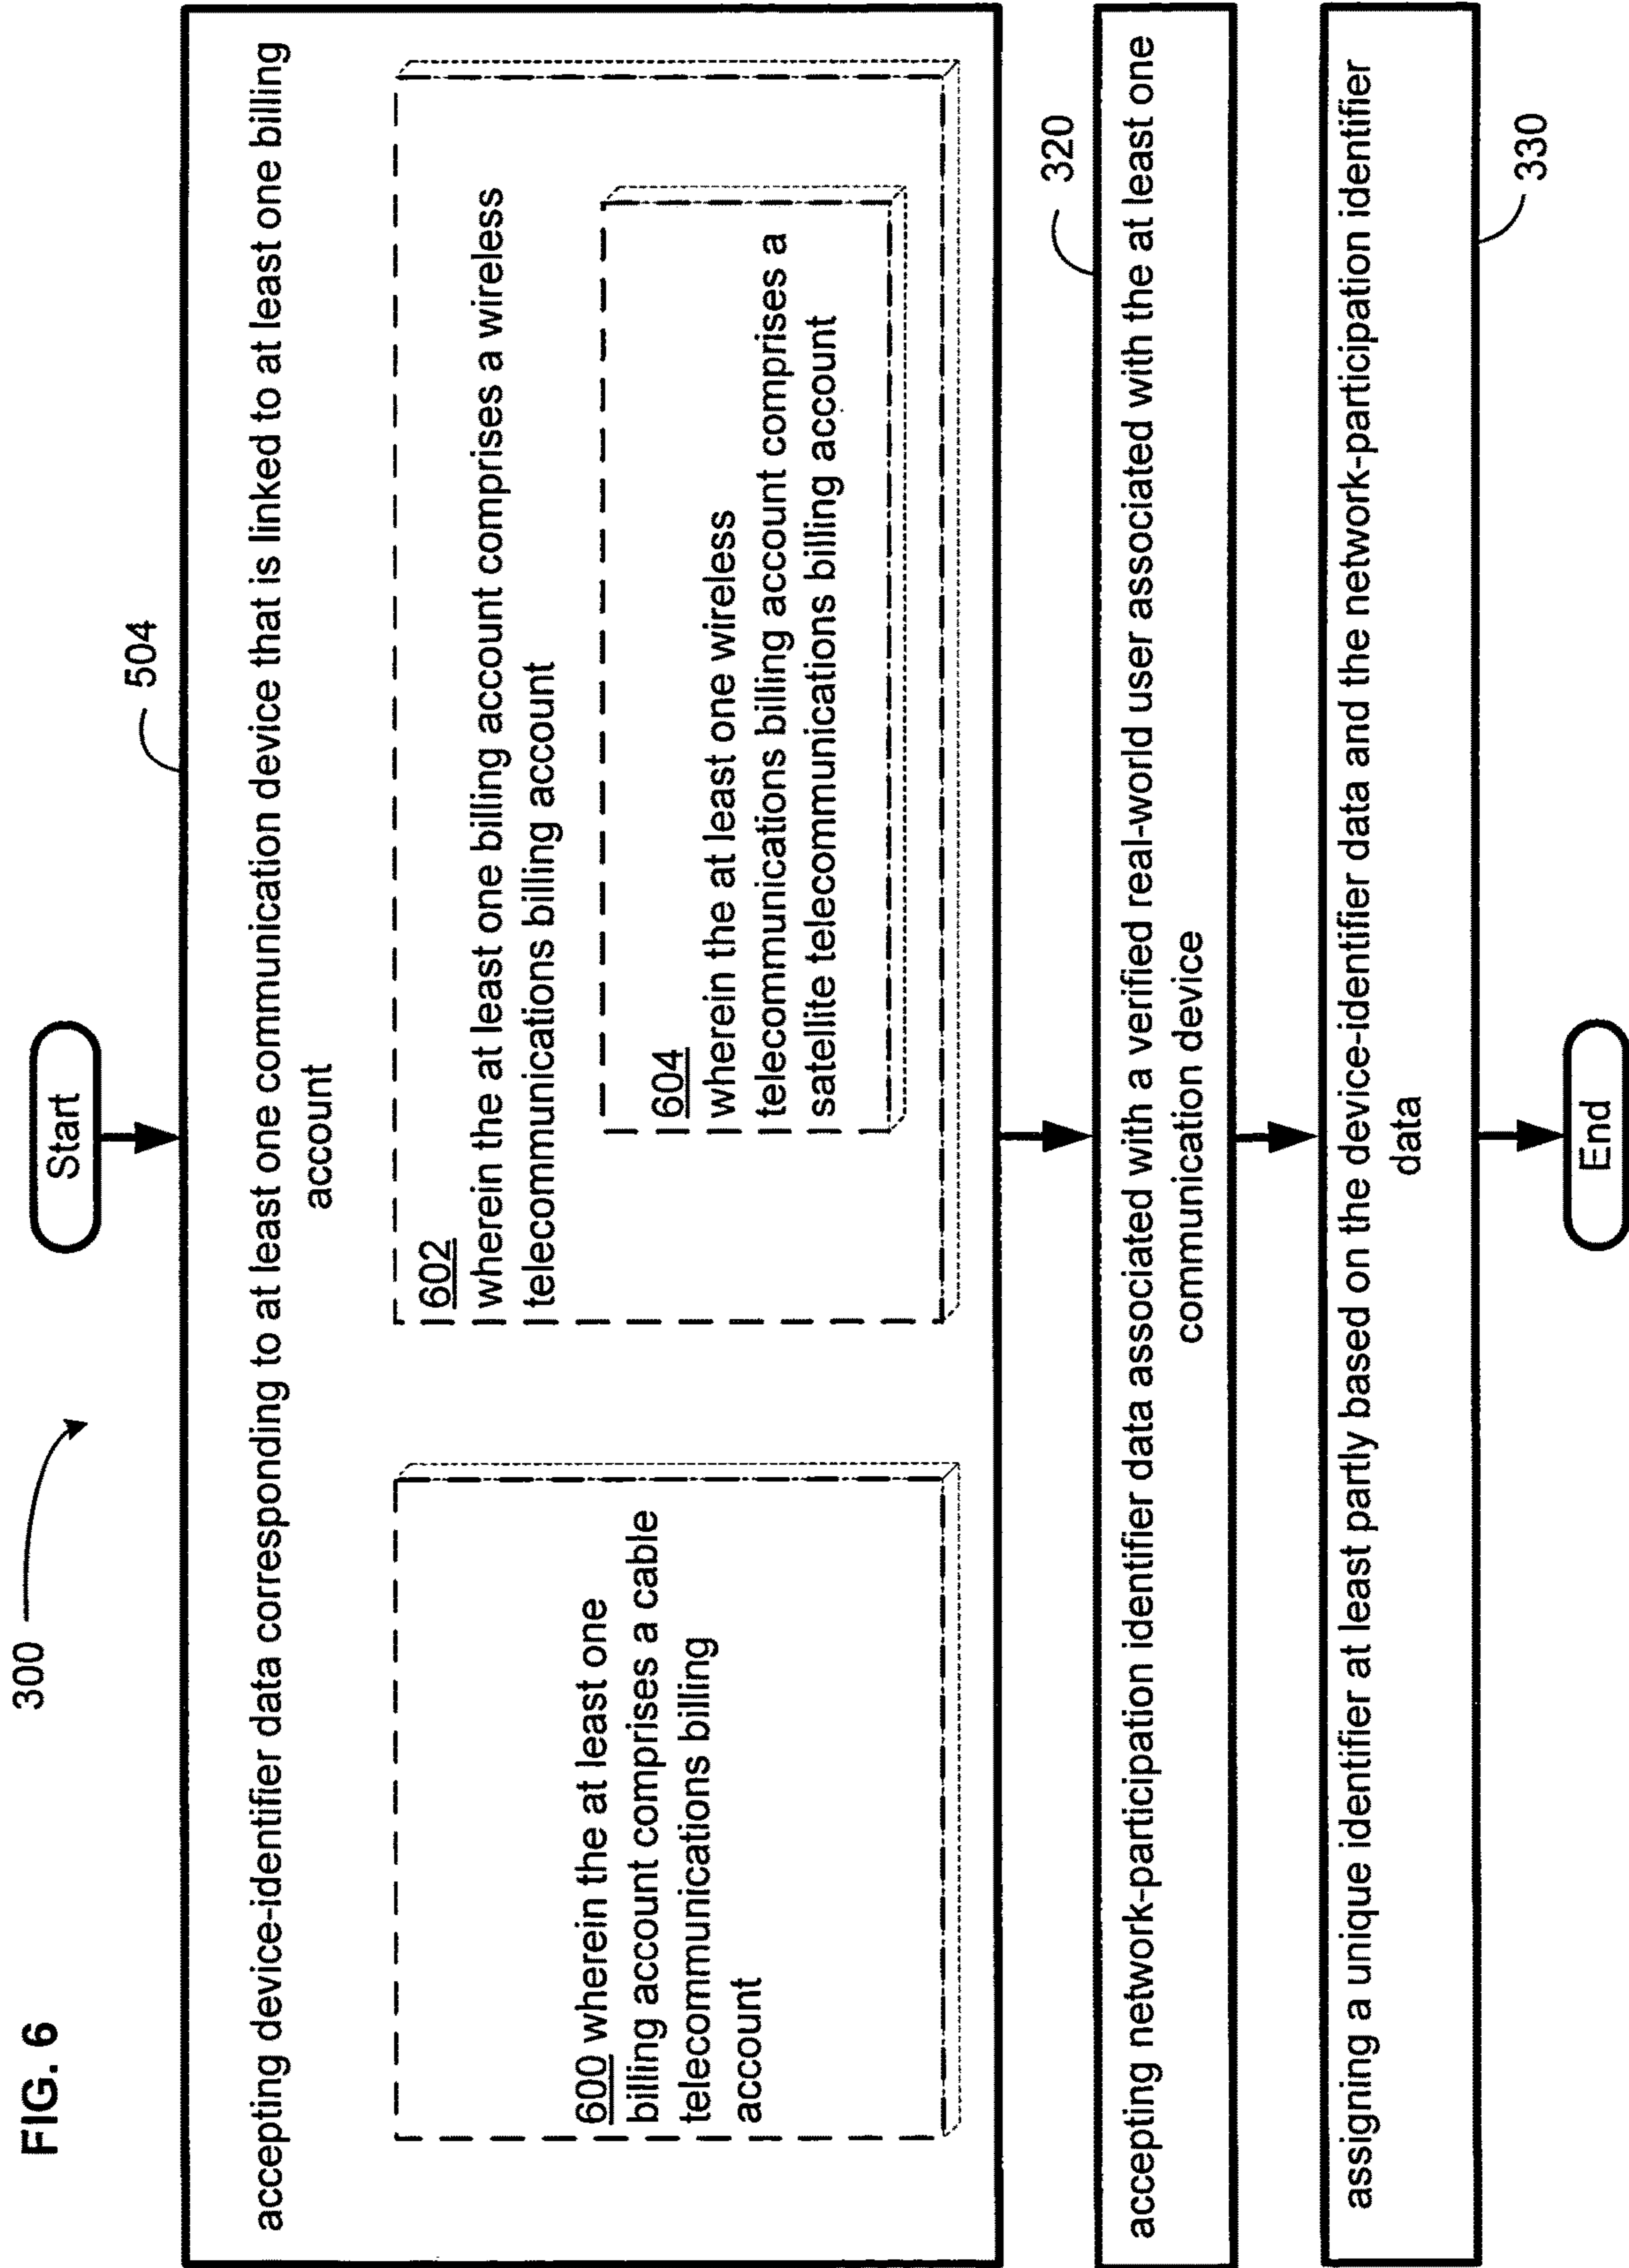 FIG. 6
300
Start
504
accepting device-identifier data corresponding to at least one communication device that is linked to at least one billing
account
600 wherein the at least one
billing account comprises a cable
telecommunications billing
account
602
wherein the at least one billing account comprises a wireless
telecommunications billing account
604
wherein the at least one wireless
telecommunications billing account comprises a
satellite telecommunications billing account
320
accepting network-participation identifier data associated with a verified real-world user associated with the at least one
communication device
330
assigning a unique identifier at least partly based on the device-identifier data and the network-participation identifier
data
End